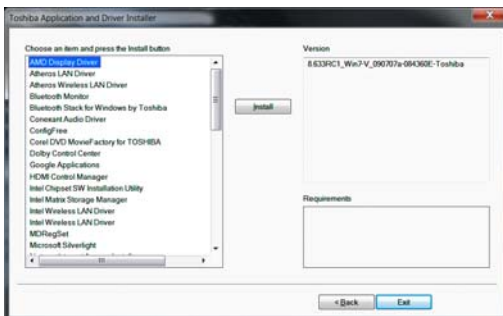 Toshiba Application and Driver Installer
Choose an item and press the Install button
AMD Display Driver
Atheros LAN Driver
Atheros Wireless LAN Driver
Bluetooth Monitor
Bluetooth Stack for Windows by Toshiba
Conexant Audio Driver
ConfigFree
Corel DVD MovieFactory for TOSHIBA
Dolby Control Center
Google Applications
HDMI Control Manager
Intel Chipset SW Installation Utility
Intel Matrix Storage Manager
Intel Wireless LAN Driver
Intel Wireless LAN Driver
MDRegSet
Microsoft Silverlight
Install
Version
8.633RC1_Win7-V_090707a-084360E-Toshiba
Requirements
< Back
Exit